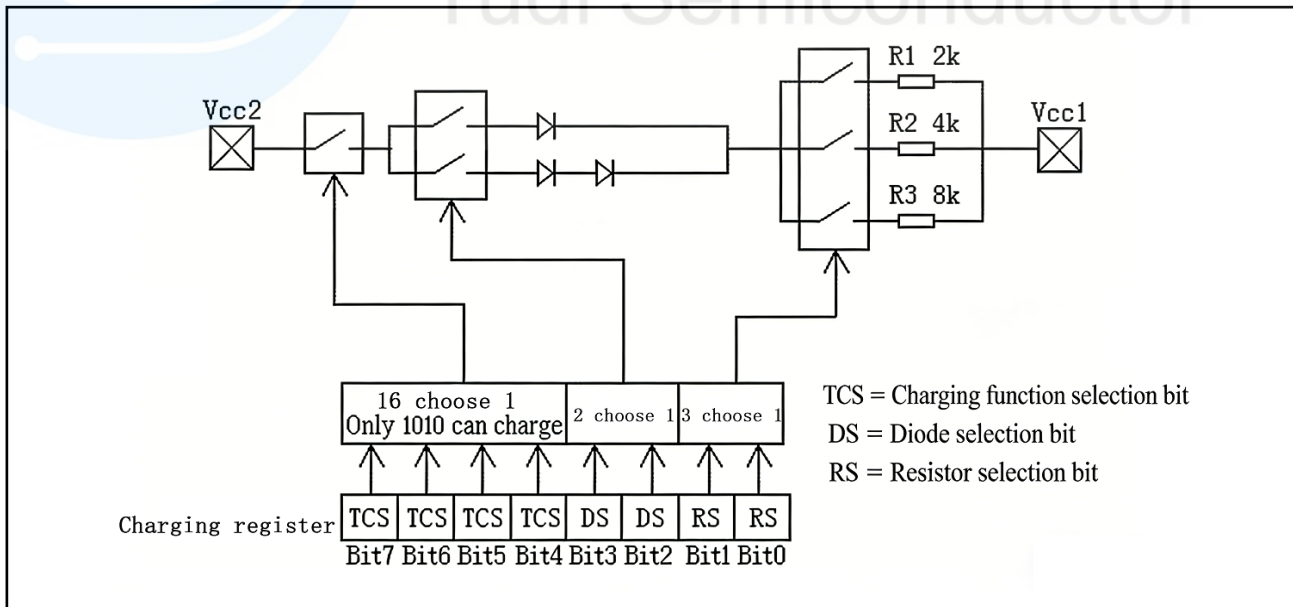 Yudi Semiconductor
R1 2k
Vcc2
Vcc1
R2 4k
R3 8k
16 choose 1
Only 1010 can charge
2 choose 1
3 choose 1
TCS = Charging function selection bit
DS = Diode selection bit
RS = Resistor selection bit
Charging register TCS TCS TCS TCS DS DS RS RS
Bit7 Bit6 Bit5 Bit4 Bit3 Bit2 Bit1 Bit0